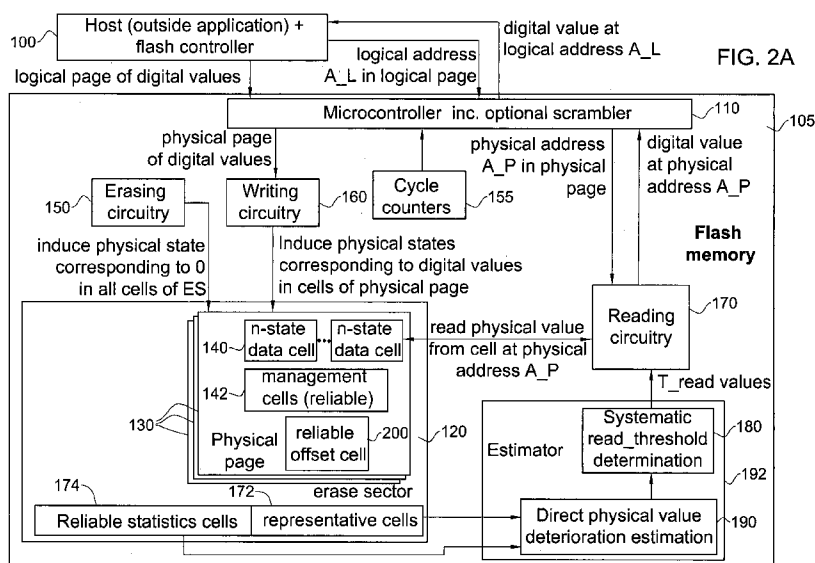 Host (outside application) +
flash controller
100
digital value at
logical address A_L
FIG. 2A
logical page of digital values
logical address
A_L in logical page
Microcontroller inc. optional scrambler
110
105
physical page
of digital values
physical address
A_P in physical
page
digital value
at physical
address A_P
150
Erasing
circuitry
Writing
circuitry
160
Cycle
counters
155
Flash
memory
induce physical state
corresponding to 0
in all cells of ES
Induce physical states
corresponding to digital values
in cells of physical page
Reading
circuitry
170
140
n-state
data cell
n-state
data cell
read physical value
from cell at physical
address A_P
142
management
cells (reliable)
T_read values
130
Physical
page
reliable
offset cell
200
120
Estimator
Systematic
read_threshold
determination
180
192
erase sector
174
172
Reliable statistics cells
representative cells
Direct physical value
deterioration estimation
190